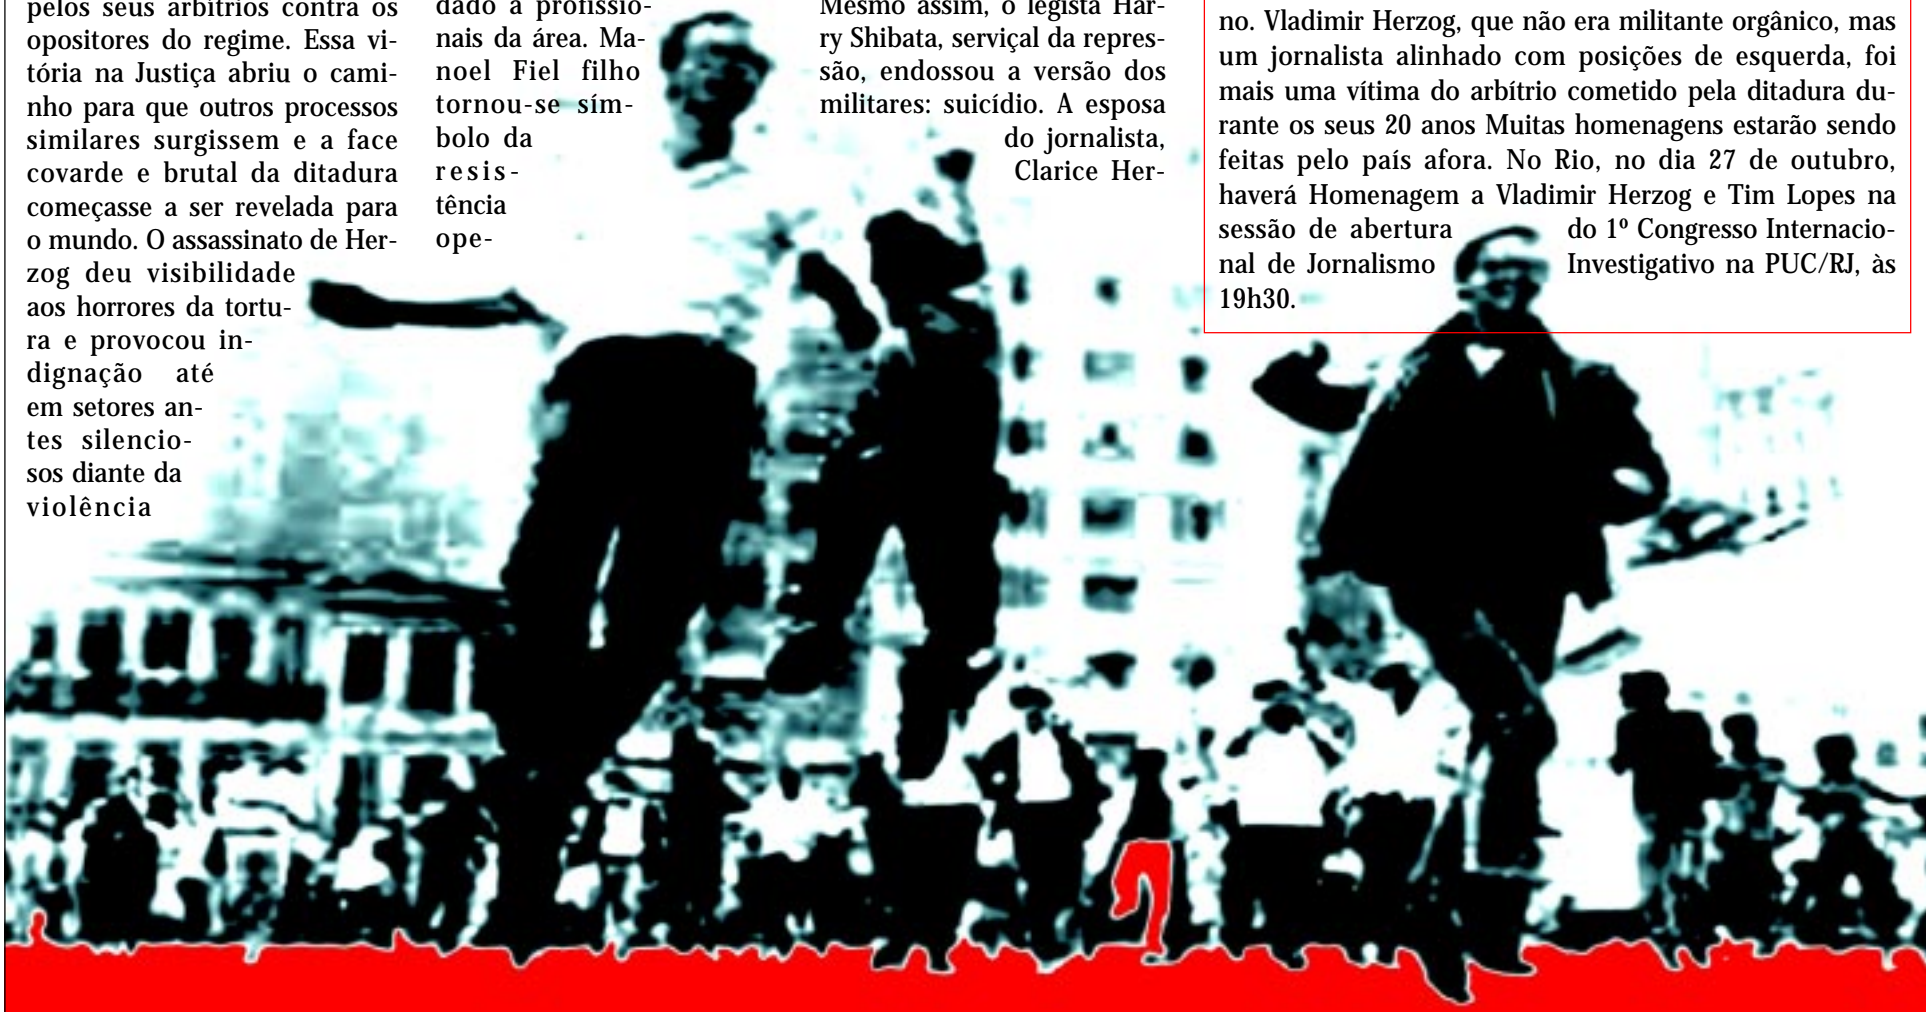 pelos seus arbítrios contra os
opositores do regime. Essa vi-
tória na Justiça abriu o cami-
nho para que outros processos
similares surgissem e a face
covarde e brutal da ditadura
começasse a ser revelada para
o mundo. O assassinato de Her-
zog deu visibilidade
aos horrores da tortu-
ra e provocou in-
dignação até
em setores an-
tes silencio-
sos diante da
violência
dado a profissio-
nais da área. Ma-
noel Fiel filho
tornou-se sím-
bolo da
resis-
tência
ope-
Mesmo assim, o legista Har-
ry Shibata, serviçal da repres-
são, endossou a versão dos
militares: suicídio. A esposa
do jornalista,
Clarice Her-
no. Vladimir Herzog, que não era militante orgânico, mas
um jornalista alinhado com posições de esquerda, foi
mais uma vítima do arbítrio cometido pela ditadura du-
rante os seus 20 anos Muitas homenagens estarão sendo
feitas pelo país afora. No Rio, no dia 27 de outubro,
haverá Homenagem a Vladimir Herzog e Tim Lopes na
sessão de abertura do 1º Congresso Internacio-
nal de Jornalismo Investigativo na PUC/RJ, às
19h30.